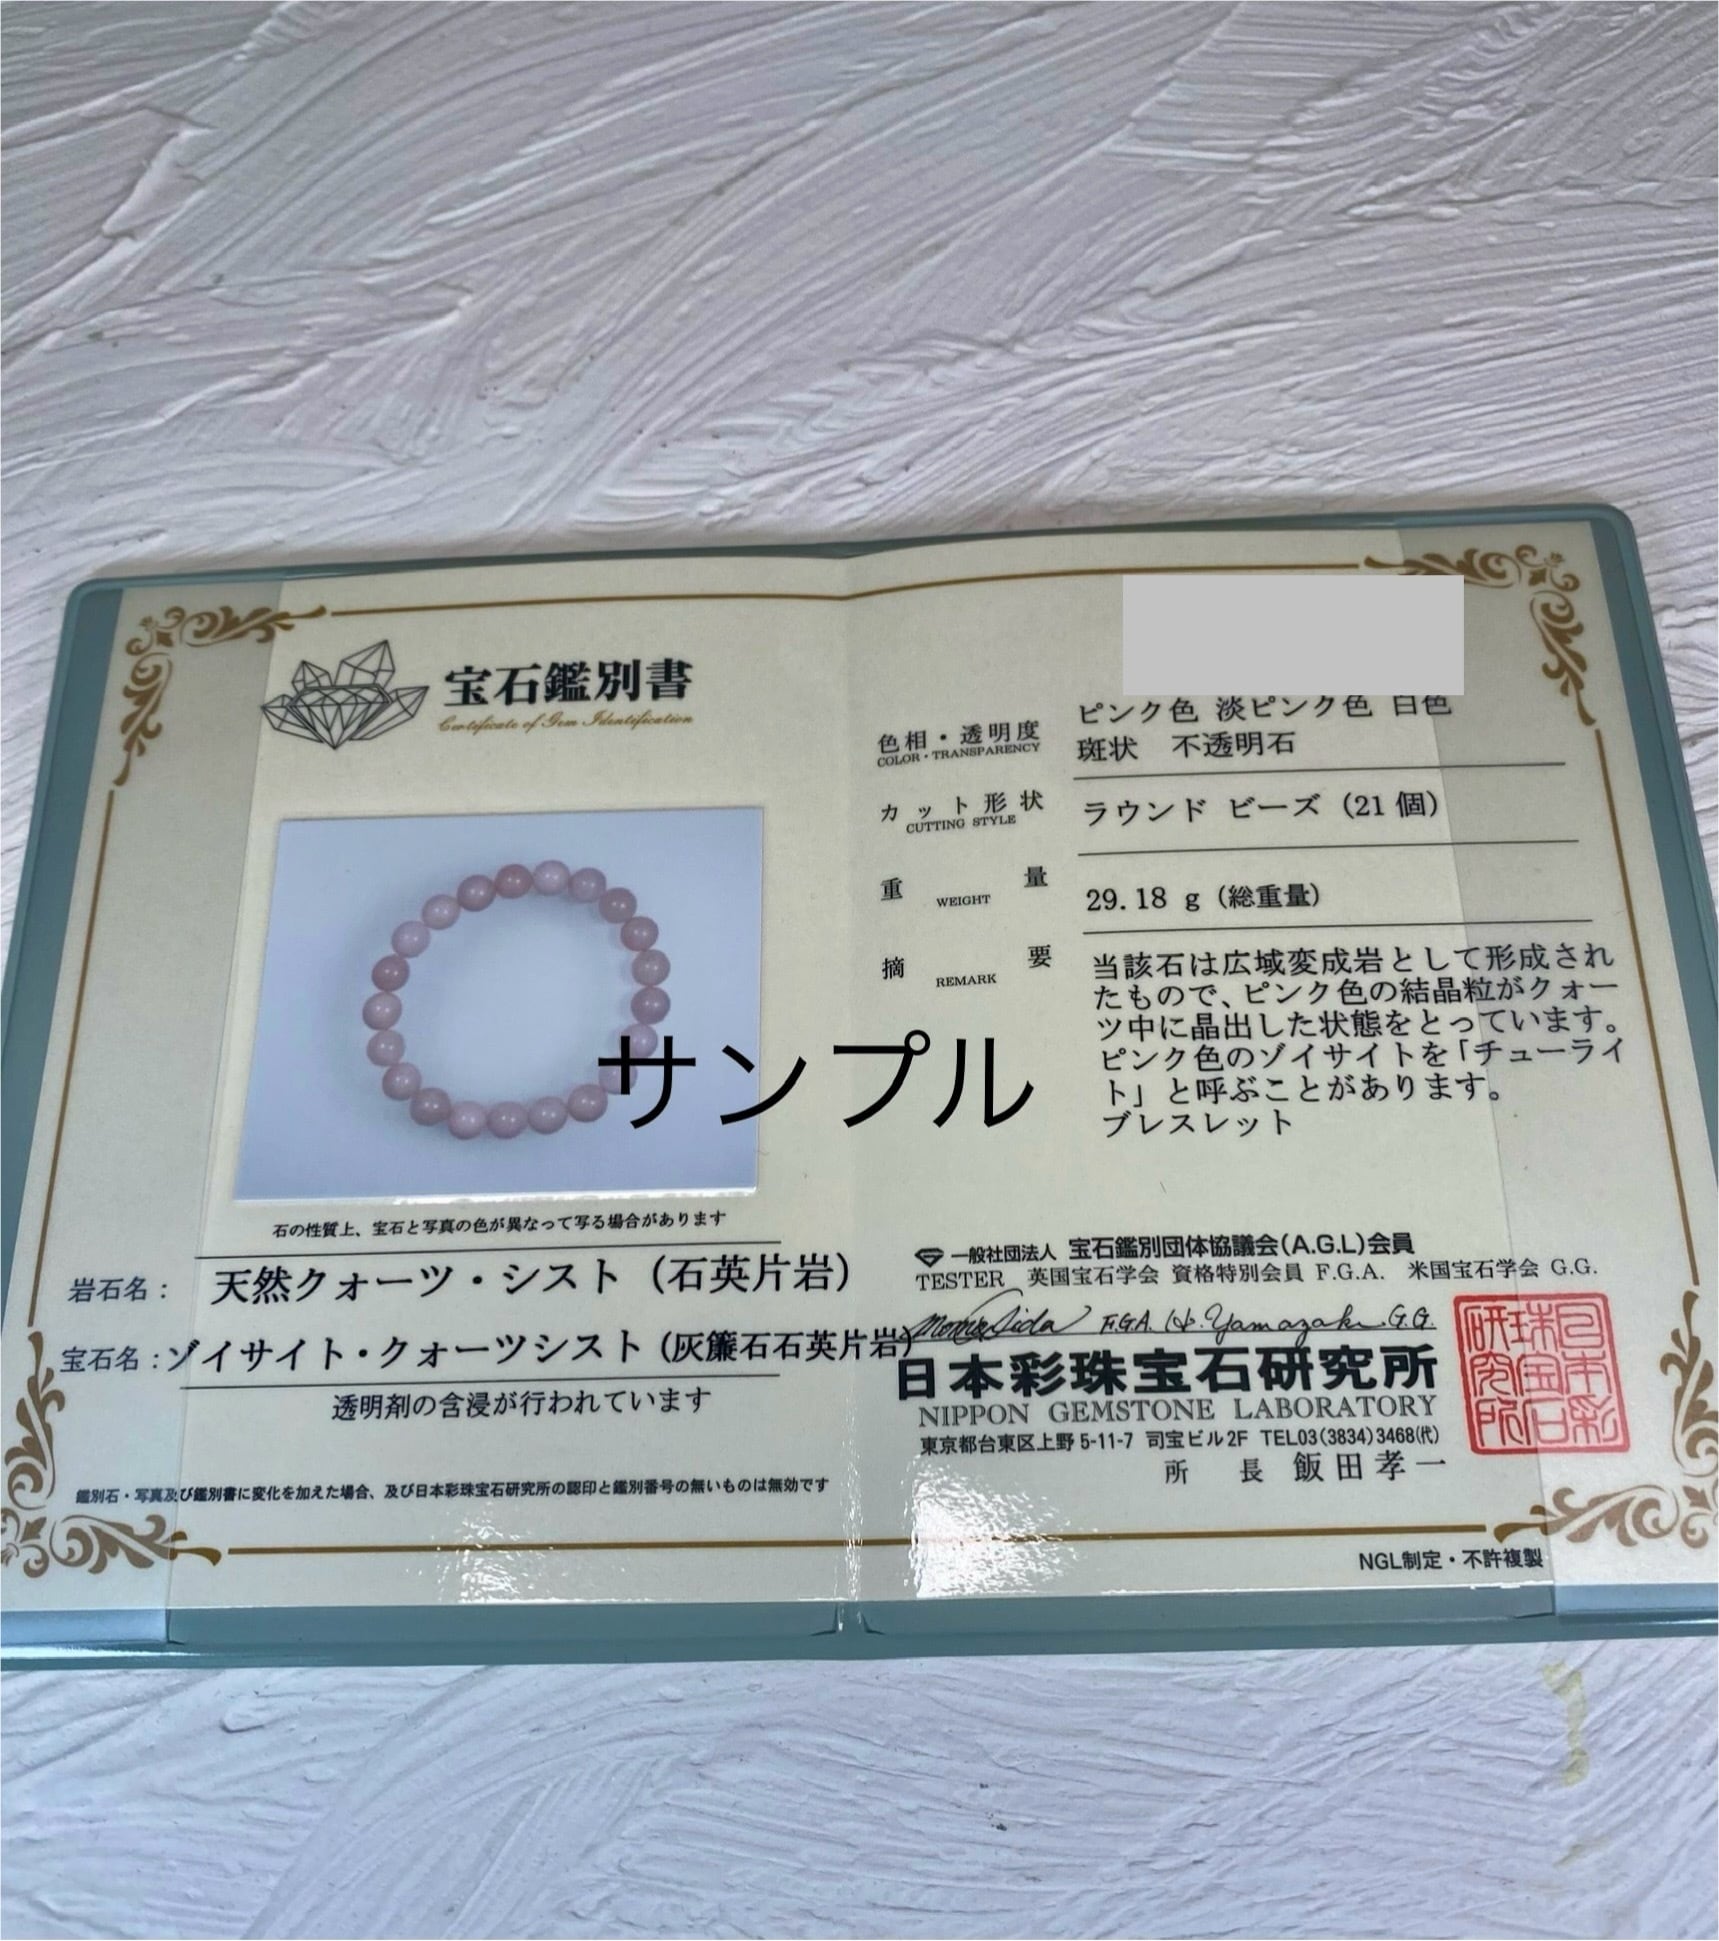 宝石鑑別書
Certificate of Gem Identification
石の性質上、宝石と写真の色が異なって写る場合があります
岩石名： 天然クォーツ・シスト（石英片岩）
宝石名：ゾイサイト・クォーツシスト（灰簾石石英片岩）
透明剤の含浸が行われています
鑑別石・写真及び鑑別書に変化を加えた場合、及び日本彩珠宝石研究所の認印と鑑別番号の無いものは無効です
サンプル
色相・透明度 ピンク色 淡ピンク色 白色
COLOR・TRANSPARENCY 斑状 不透明石
カット形状 ラウンド ビーズ（21 個）
CUTTING STYLE
重量 WEIGHT 29.18 g（総重量）
摘要 REMARK 当該石は広域変成岩として形成され
たもので、ピンク色の結晶粒がクォー
ツ中に晶出した状態をとっています。
ピンク色のゾイサイトを「チューライ
ト」と呼ぶことがあります。
ブレスレット
一般社団法人 宝石鑑別団体協議会(A.G.L)会員
TESTER 英国宝石学会 資格特別会員 F.G.A. 米国宝石学会 G.G.
F.G.A. H. Yamazaki G.G.
日本彩珠宝石研究所
NIPPON GEMSTONE LABORATORY
東京都台東区上野 5-11-7 司宝ビル2F TEL03(3834)3468(代)
所長 飯田孝一
日本彩珠宝石研究所
NGL制定・不許複製